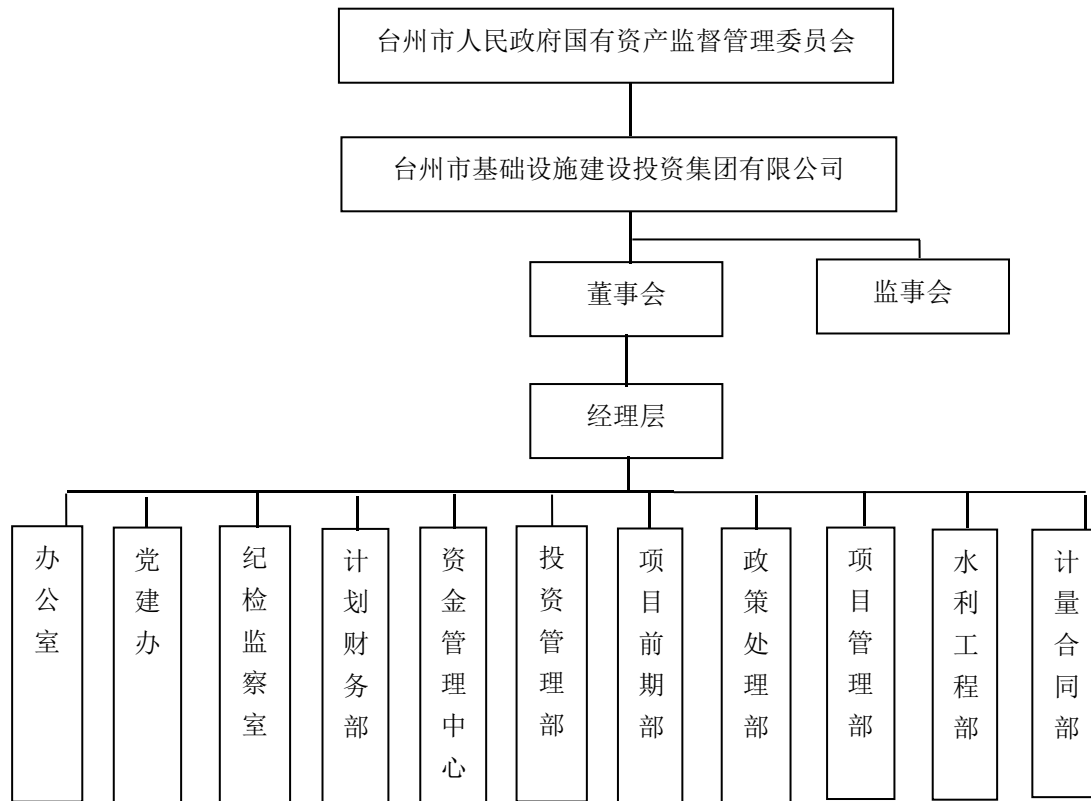 台州市人民政府国有资产监督管理委员会
台州市基础设施建设投资集团有限公司
董事会
监事会
经理层
办公室
党建办
纪检监察室
计划财务部
资金管理中心
投资管理部
项目前期部
政策处理部
项目管理部
水利工程部
计量合同部